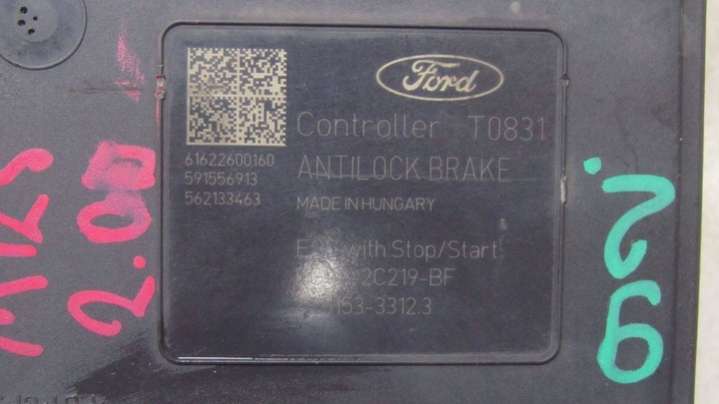 Ford
Controller T0831
61622600160
ANTILOCK BRAKE
591556913
562133463
MADE IN HUNGARY
with Stop/Start
2C219-BF
153-3312.3
2.0
2.